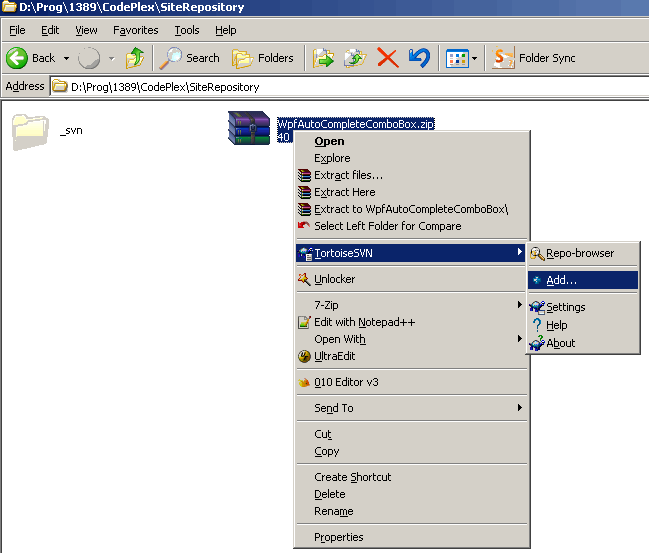 D:\Prog\1389\CodePlex\SiteRepository
File Edit View Favorites Tools Help
Back Search Folders Folder Sync
Address D:\Prog\1389\CodePlex\SiteRepository
_svn
WpfAutoCompleteComboBox.zip
40
Open
Explore
Extract files...
Extract Here
Extract to WpfAutoCompleteComboBox\
Select Left Folder for Compare
TortoiseSVN
Repo-browser
Add...
Settings
Help
About
Unlocker
7-Zip
Edit with Notepad++
Open With
UltraEdit
010 Editor v3
Send To
Cut
Copy
Create Shortcut
Delete
Rename
Properties